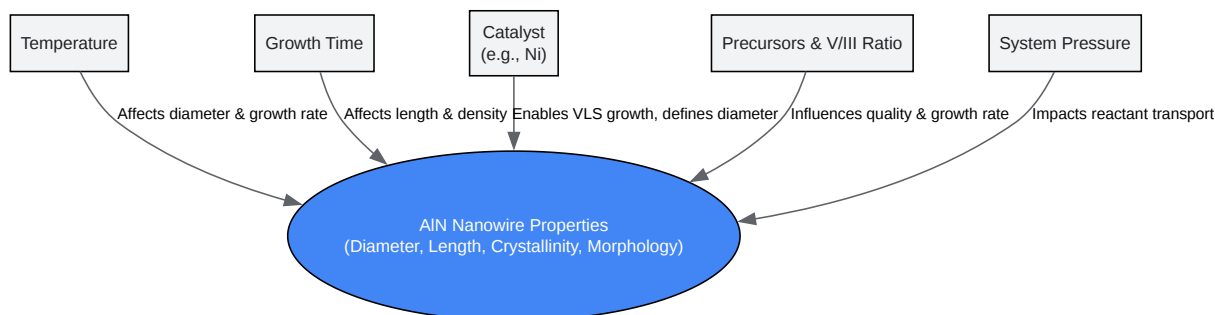 Temperature
Growth Time
Catalyst
(e.g., Ni)
Precursors & V/III Ratio
System Pressure
Affects diameter & growth rate
Affects length & density
Enables VLS growth, defines diameter
Influences quality & growth rate
Impacts reactant transport
AlN Nanowire Properties
(Diameter, Length, Crystallinity, Morphology)